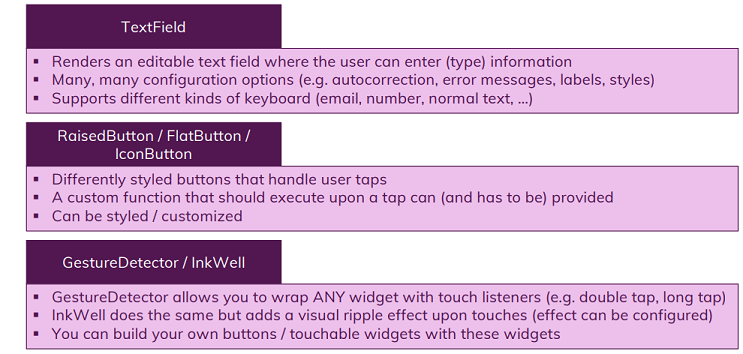 TextField
▪ Renders an editable text field where the user can enter (type) information
▪ Many, many configuration options (e.g. autocorrection, error messages, labels, styles)
▪ Supports different kinds of keyboard (email, number, normal text, ...)
RaisedButton / FlatButton /
IconButton
▪ Differently styled buttons that handle user taps
▪ A custom function that should execute upon a tap can (and has to be) provided
▪ Can be styled / customized
GestureDetector / InkWell
▪ GestureDetector allows you to wrap ANY widget with touch listeners (e.g. double tap, long tap)
▪ InkWell does the same but adds a visual ripple effect upon touches (effect can be configured)
▪ You can build your own buttons / touchable widgets with these widgets